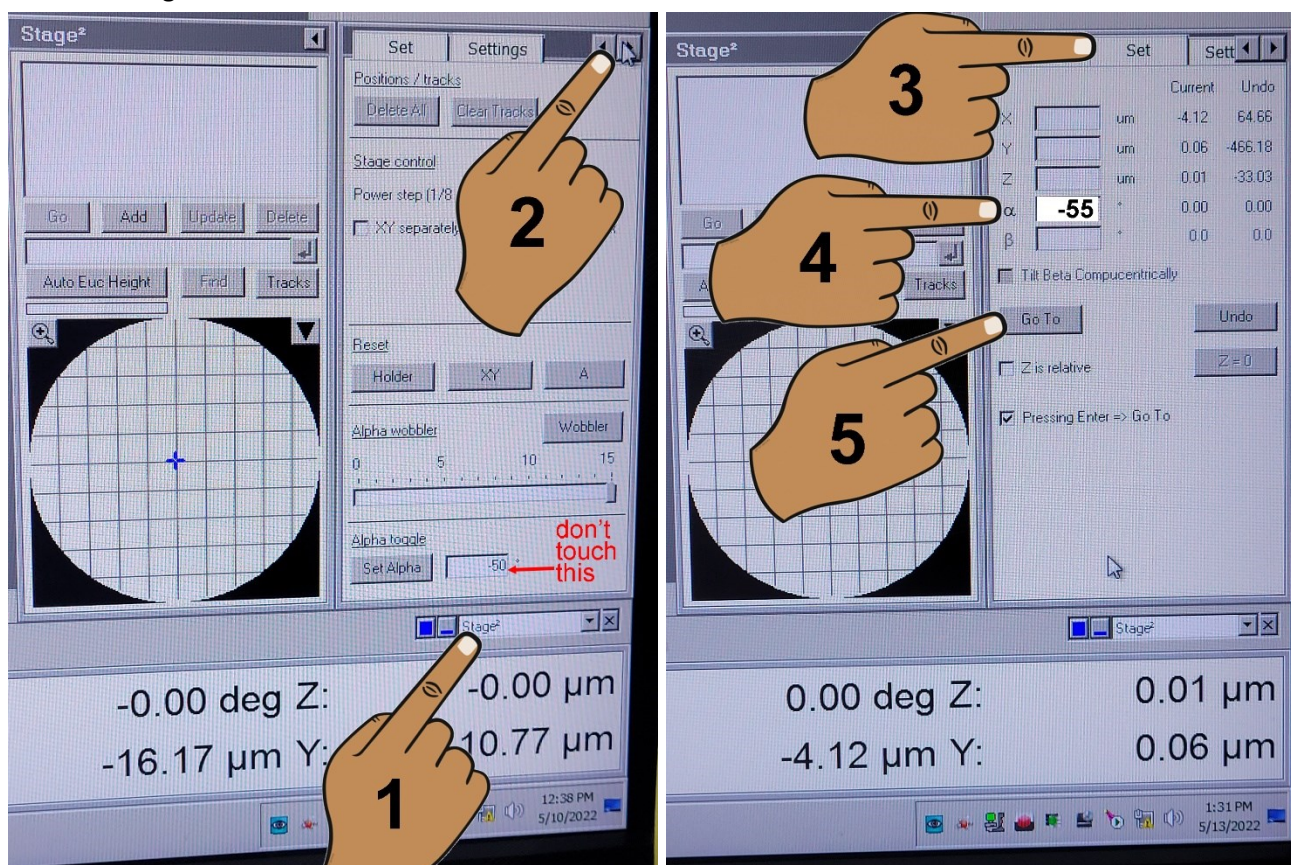 Stage²
Set Settings
Positions / tracks
Delete All Clear Tracks
Stage control
Power step (1/8
XY separately
Go Add Update Delete
Auto Euc Height Find Tracks
Reset
Holder XY A
Alpha wobbler Wobbler
0 5 10 15
Alpha toggle
Set Alpha -50 °
don't
touch
this
Stage²
-0.00 deg Z: -0.00 µm
-16.17 µm Y: 10.77 µm
12:38 PM
5/10/2022
1
2
Stage²
Set Sett
Current Undo
X um -4.12 64.66
Y um 0.06 -466.18
Z um 0.01 -33.03
α -55 ° 0.00 0.00
β ° 0.0 0.0
Tilt Beta Compucentrically
Go
A Tracks
Go To Undo
Z is relative Z = 0
Pressing Enter => Go To
3
4
5
Stage²
0.00 deg Z: 0.01 µm
-4.12 µm Y: 0.06 µm
1:31 PM
5/13/2022